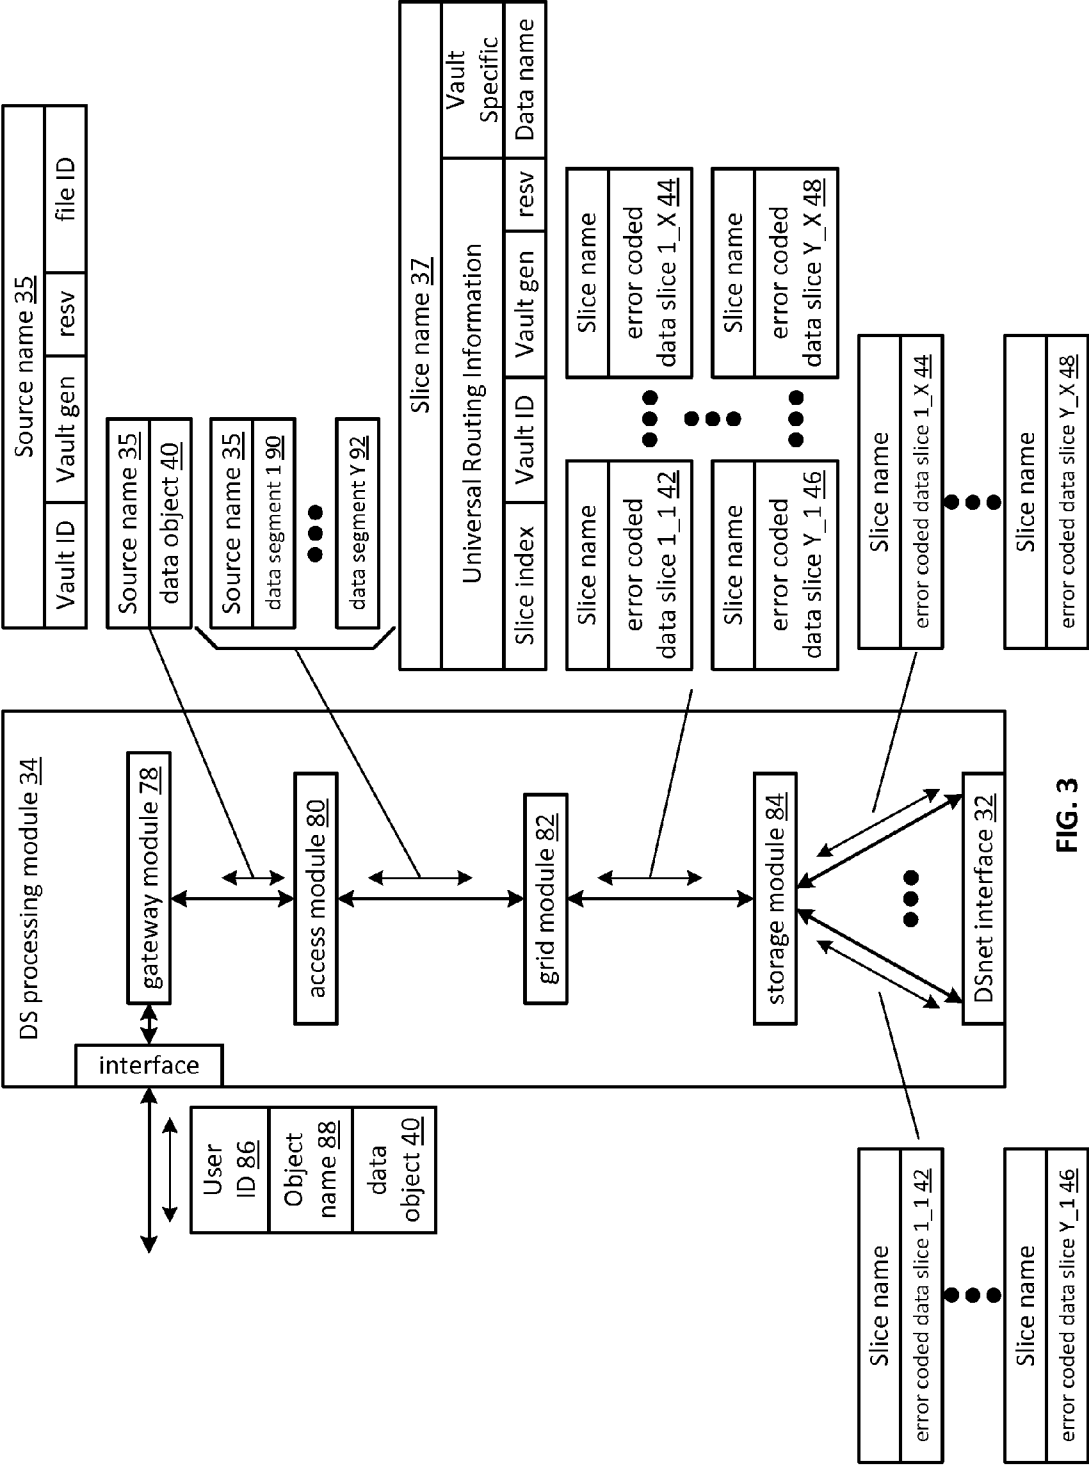 DS processing module 34
interface
gateway module 78
access module 80
grid module 82
storage module 84
DSnet interface 32
User
ID 86
Object
name 88
data
object 40
Source name 35
Vault ID
Vault gen
resv
file ID
Source name 35
data object 40
Source name 35
data segment 1 90
data segment Y 92
Slice name 37
Universal Routing Information
Vault
Specific
Slice index
Vault ID
Vault gen
resv
Data name
Slice name
error coded
data slice 1_1 42
Slice name
error coded
data slice 1_X 44
Slice name
error coded
data slice Y_1 46
Slice name
error coded
data slice Y_X 48
Slice name
error coded data slice 1_1 42
Slice name
error coded data slice Y_1 46
Slice name
error coded data slice 1_X 44
Slice name
error coded data slice Y_X 48
FIG. 3